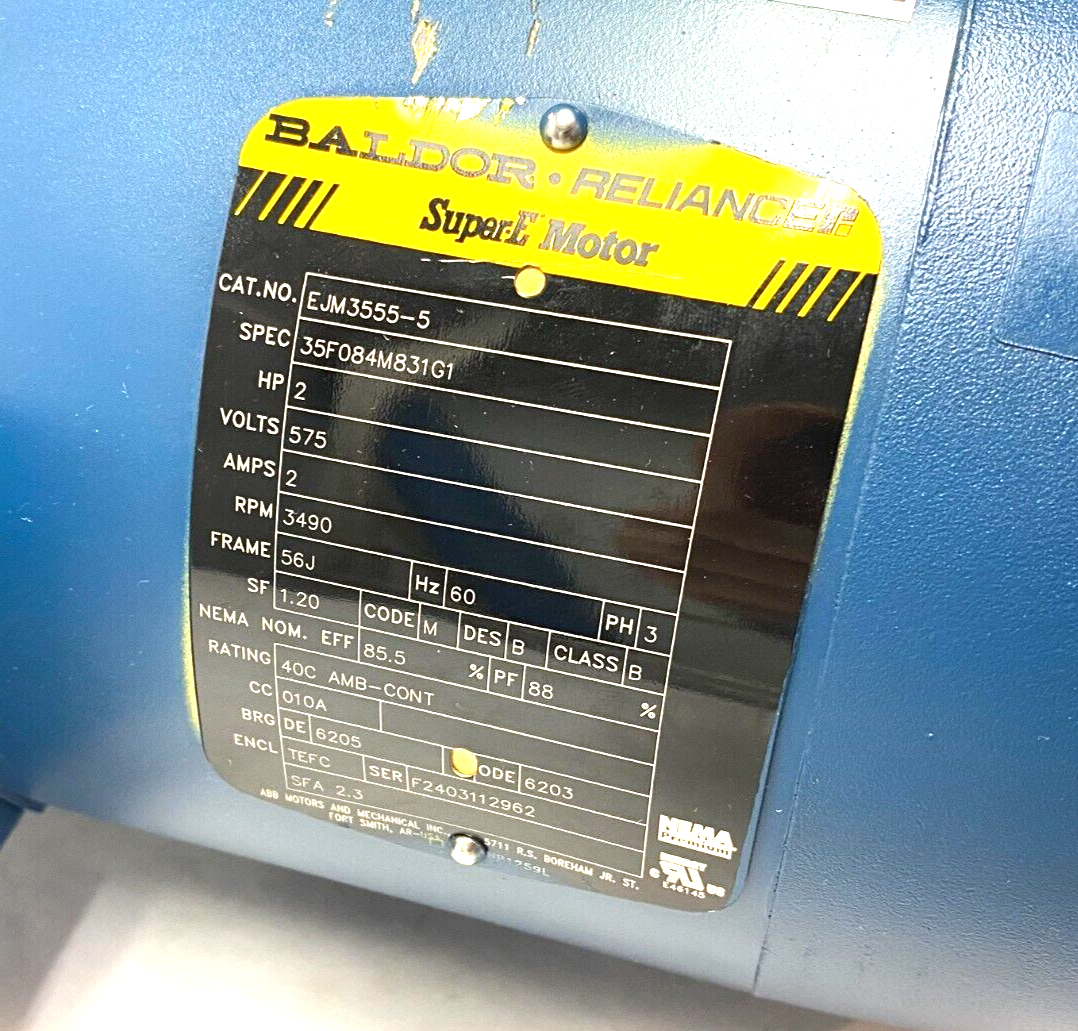 BALDOR • RELIANCER
Super-E Motor
CAT.NO. EJM3555-5
SPEC 35F084M831G1
HP 2
VOLTS 575
AMPS 2
RPM 3490
FRAME 56J Hz 60 PH 3
SF 1.20 CODE M DES B CLASS B
NEMA NOM. EFF 85.5 % PF 88 %
RATING 40C AMB-CONT
CC 010A
BRG DE 6205 ODE 6203
ENCL TEFC SER F2403112962
SFA 2.3
ABB MOTORS AND MECHANICAL INC. 5711 R.S. BOREHAM JR. ST.
FORT SMITH, AR-USA
NEMA
Premium
E46145